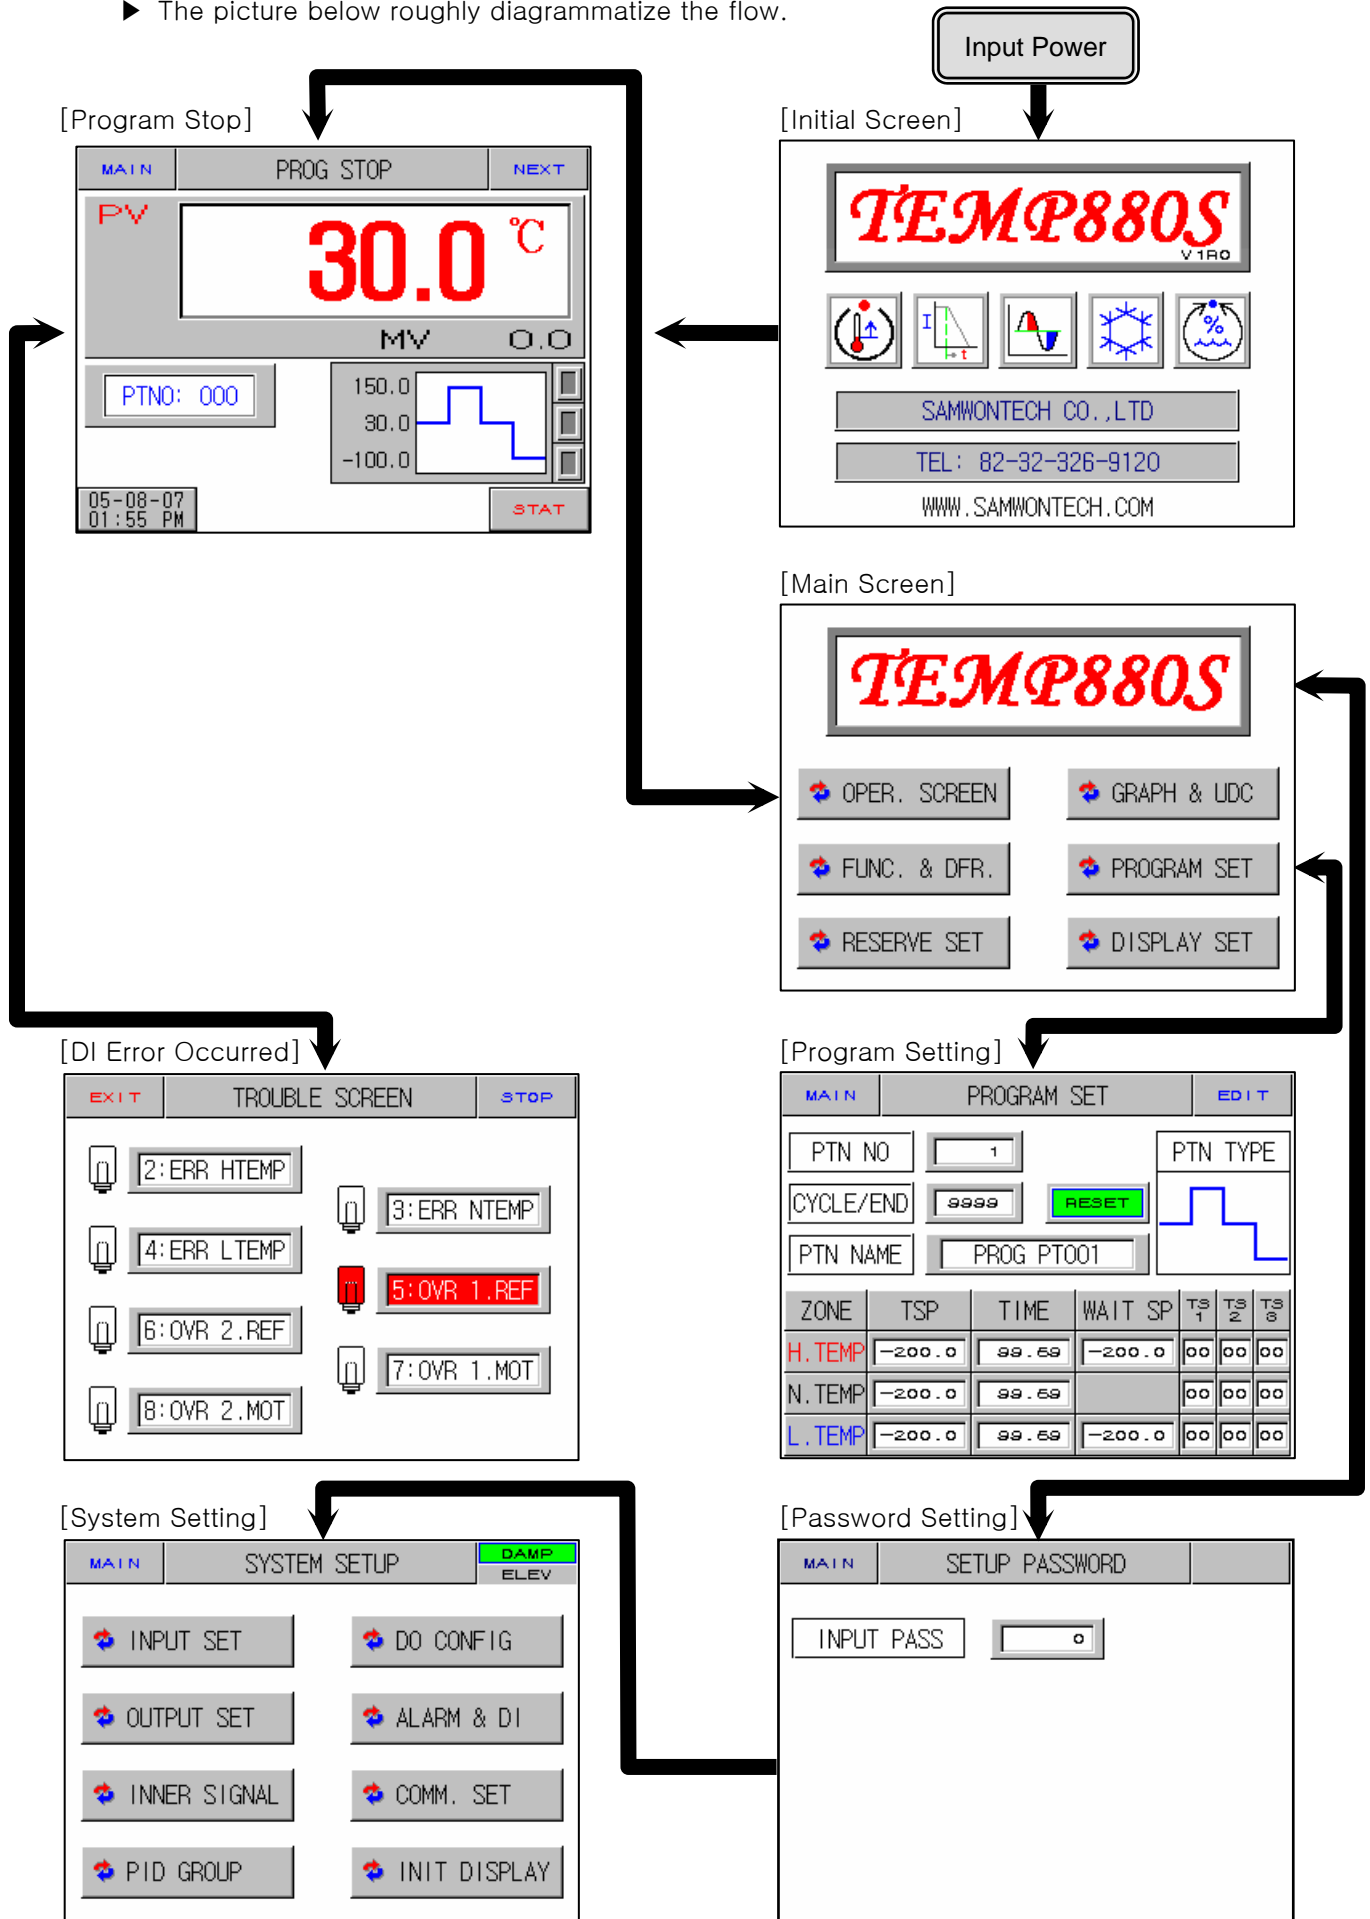 ▶ The picture below roughly diagrammatize the flow.
Input Power
[Program Stop]
MAIN PROG STOP NEXT
PV 30.0 ℃
MV 0.0
PTNO: 000
150.0
30.0
-100.0
05-08-07
01:55 PM
STAT
[Initial Screen]
TEMP880S
V1R0
I t %
SAMWONTECH CO.,LTD
TEL: 82-32-326-9120
WWW.SAMWONTECH.COM
[Main Screen]
TEMP880S
OPER. SCREEN GRAPH & UDC
FUNC. & DFR. PROGRAM SET
RESERVE SET DISPLAY SET
[DI Error Occurred]
EXIT TROUBLE SCREEN STOP
2:ERR HTEMP
3:ERR NTEMP
4:ERR LTEMP
5:OVR 1.REF
6:OVR 2.REF
7:OVR 1.MOT
8:OVR 2.MOT
[Program Setting]
MAIN PROGRAM SET EDIT
PTN NO 1 PTN TYPE
CYCLE/END 9999 RESET
PTN NAME PROG PT001
ZONE TSP TIME WAIT SP TS1 TS2 TS3
H.TEMP -200.0 99.59 -200.0 00 00 00
N.TEMP -200.0 99.59 00 00 00
L.TEMP -200.0 99.59 -200.0 00 00 00
[System Setting]
MAIN SYSTEM SETUP DAMP
ELEV
INPUT SET DO CONFIG
OUTPUT SET ALARM & DI
INNER SIGNAL COMM. SET
PID GROUP INIT DISPLAY
[Password Setting]
MAIN SETUP PASSWORD
INPUT PASS 0